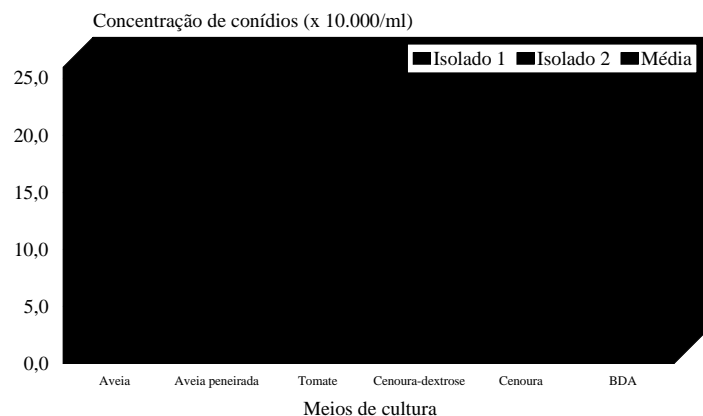 Concentração de conídios (x 10.000/ml)
Isolado 1 Isolado 2 Média
25,0
20,0
15,0
10,0
5,0
0,0
Aveia Aveia peneirada Tomate Cenoura-dextrose Cenoura BDA
Meios de cultura